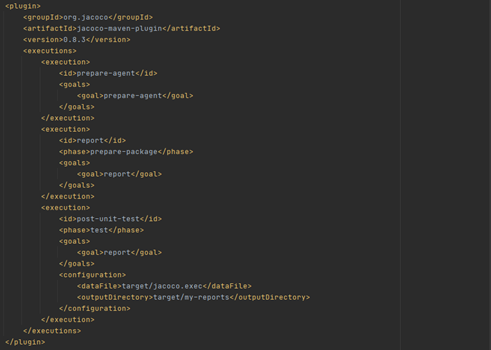 <plugin>
<groupId>org.jacoco</groupId>
<artifactId>jacoco-maven-plugin</artifactId>
<version>0.8.3</version>
<executions>
<execution>
<id>prepare-agent</id>
<goals>
<goal>prepare-agent</goal>
</goals>
</execution>
<execution>
<id>report</id>
<phase>prepare-package</phase>
<goals>
<goal>report</goal>
</goals>
</execution>
<execution>
<id>post-unit-test</id>
<phase>test</phase>
<goals>
<goal>report</goal>
</goals>
<configuration>
<dataFile>target/jacoco.exec</dataFile>
<outputDirectory>target/my-reports</outputDirectory>
</configuration>
</execution>
</executions>
</plugin>